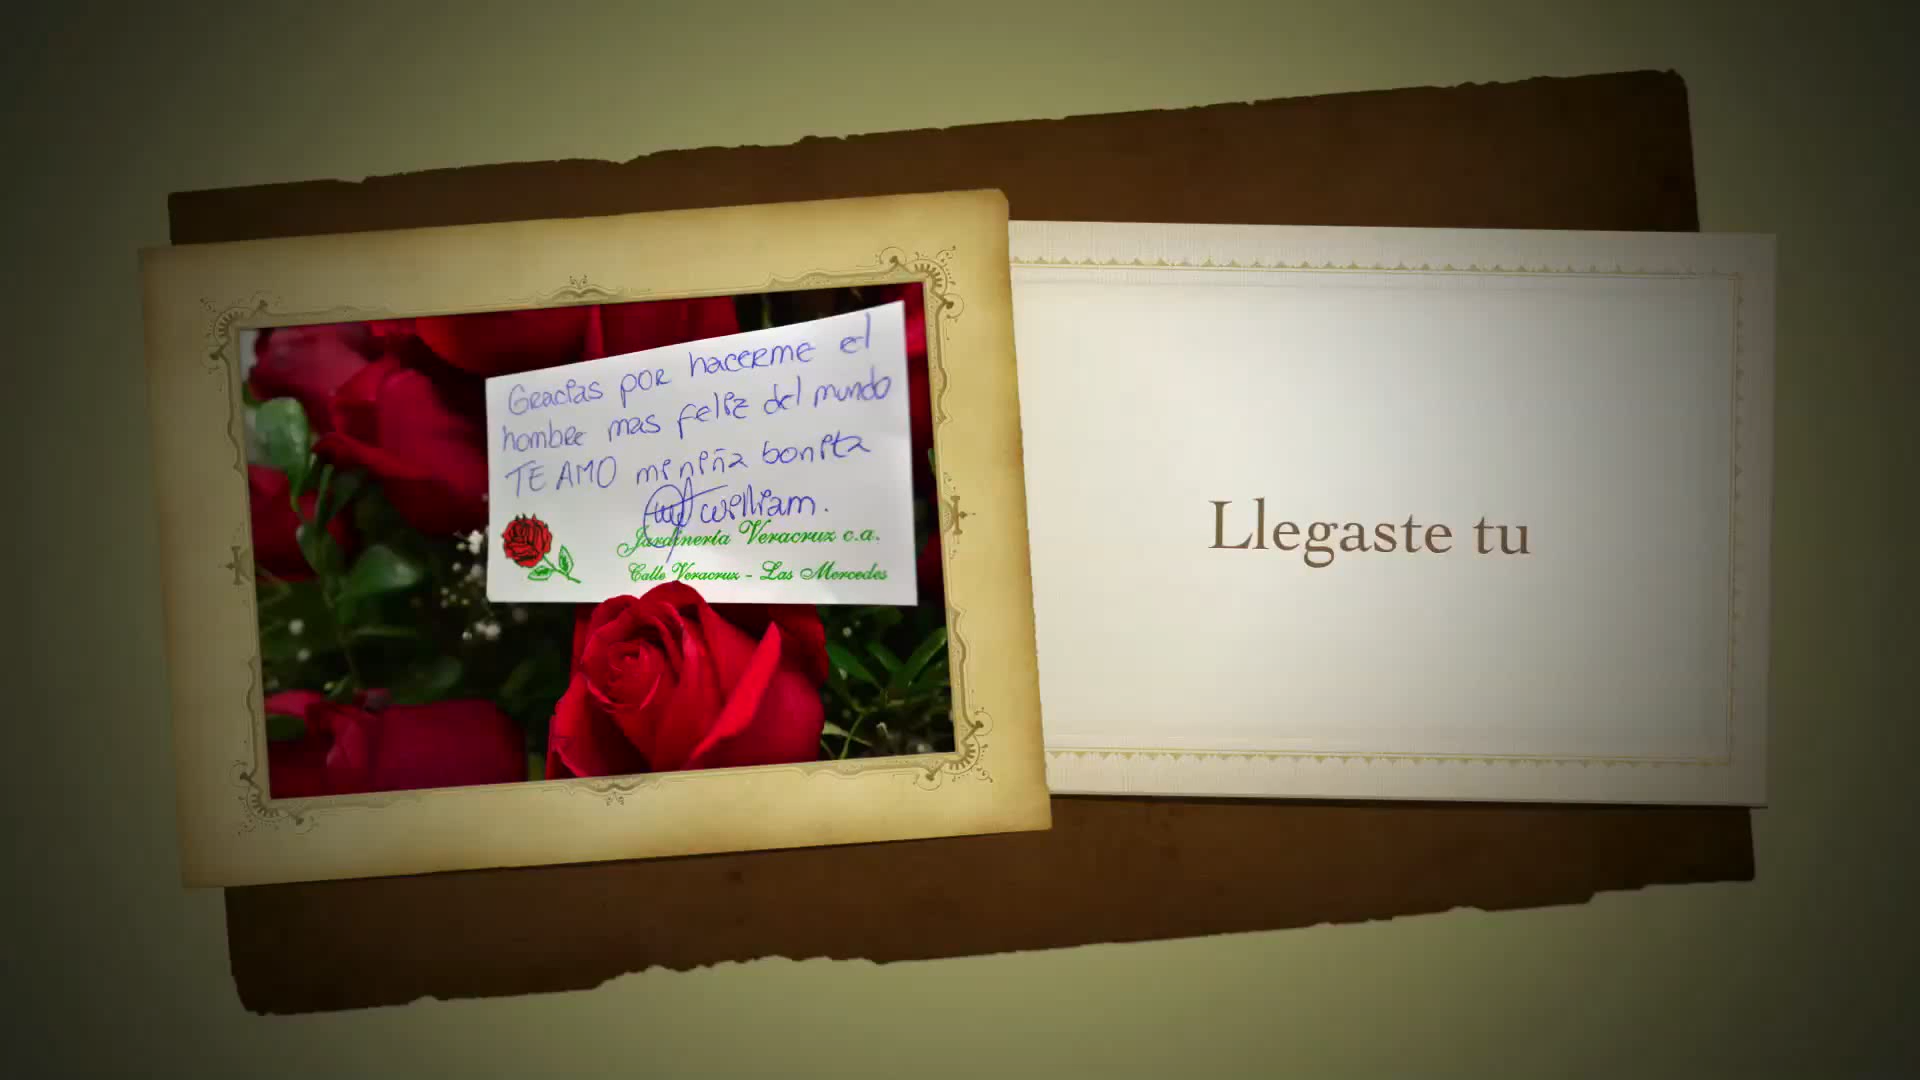 Gracias por hacerme el
hombre mas feliz del mundo
TE AMO mi niña bonita
william.
Jardinería Veracruz c.a.
Calle Veracruz - Las Mercedes
Llegaste tu